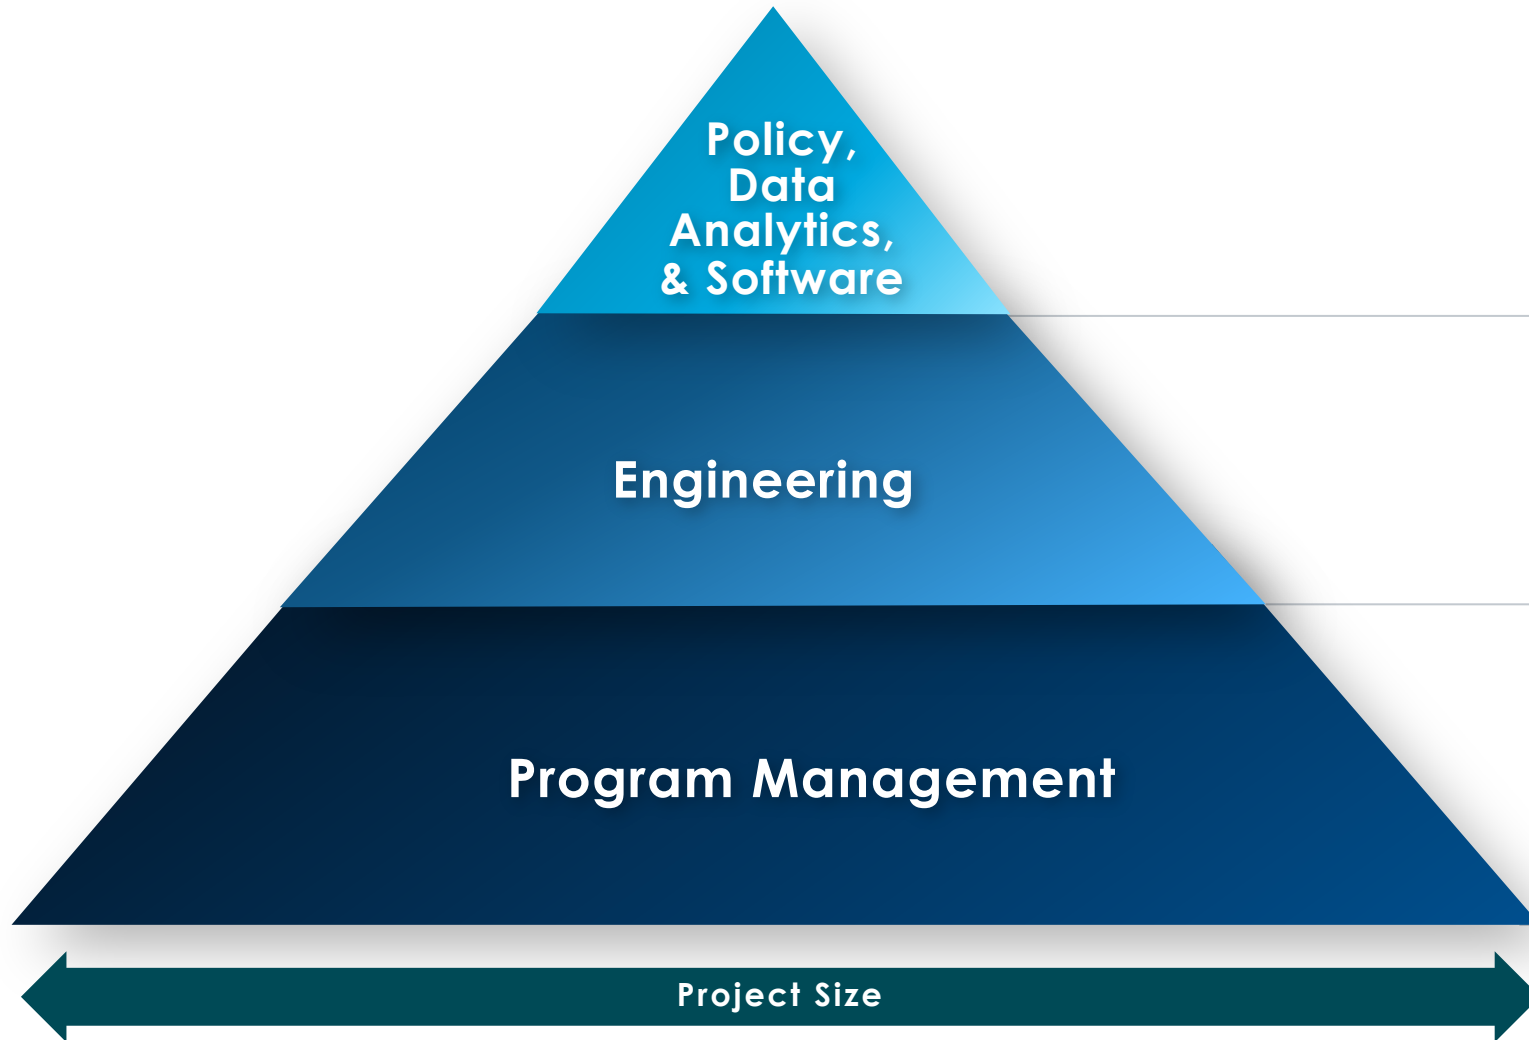 Policy,
Data
Analytics,
& Software
Engineering
Program Management
Project Size